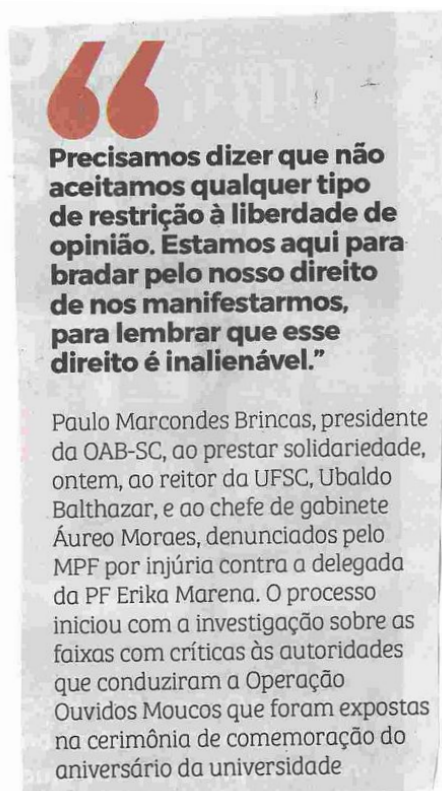 Precisamos dizer que não
aceitamos qualquer tipo
de restrição à liberdade de
opinião. Estamos aqui para
bradar pelo nosso direito
de nos manifestarmos,
para lembrar que esse
direito é inalienável.”
Paulo Marcondes Brincas, presidente
da OAB-SC, ao prestar solidariedade,
ontem, ao reitor da UFSC, Ubaldo
Balthazar, e ao chefe de gabinete
Áureo Moraes, denunciados pelo
MPF por injúria contra a delegada
da PF Erika Marena. O processo
iniciou com a investigação sobre as
faixas com críticas às autoridades
que conduziram a Operação
Ouvidos Moucos que foram expostas
na cerimônia de comemoração do
aniversário da universidade